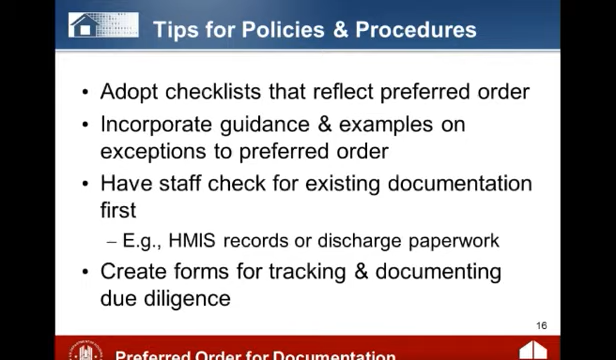 Tips for Policies & Procedures
• Adopt checklists that reflect preferred order
• Incorporate guidance & examples on
exceptions to preferred order
• Have staff check for existing documentation
first
– E.g., HMIS records or discharge paperwork
• Create forms for tracking & documenting
due diligence
16
Preferred Order for Documentation